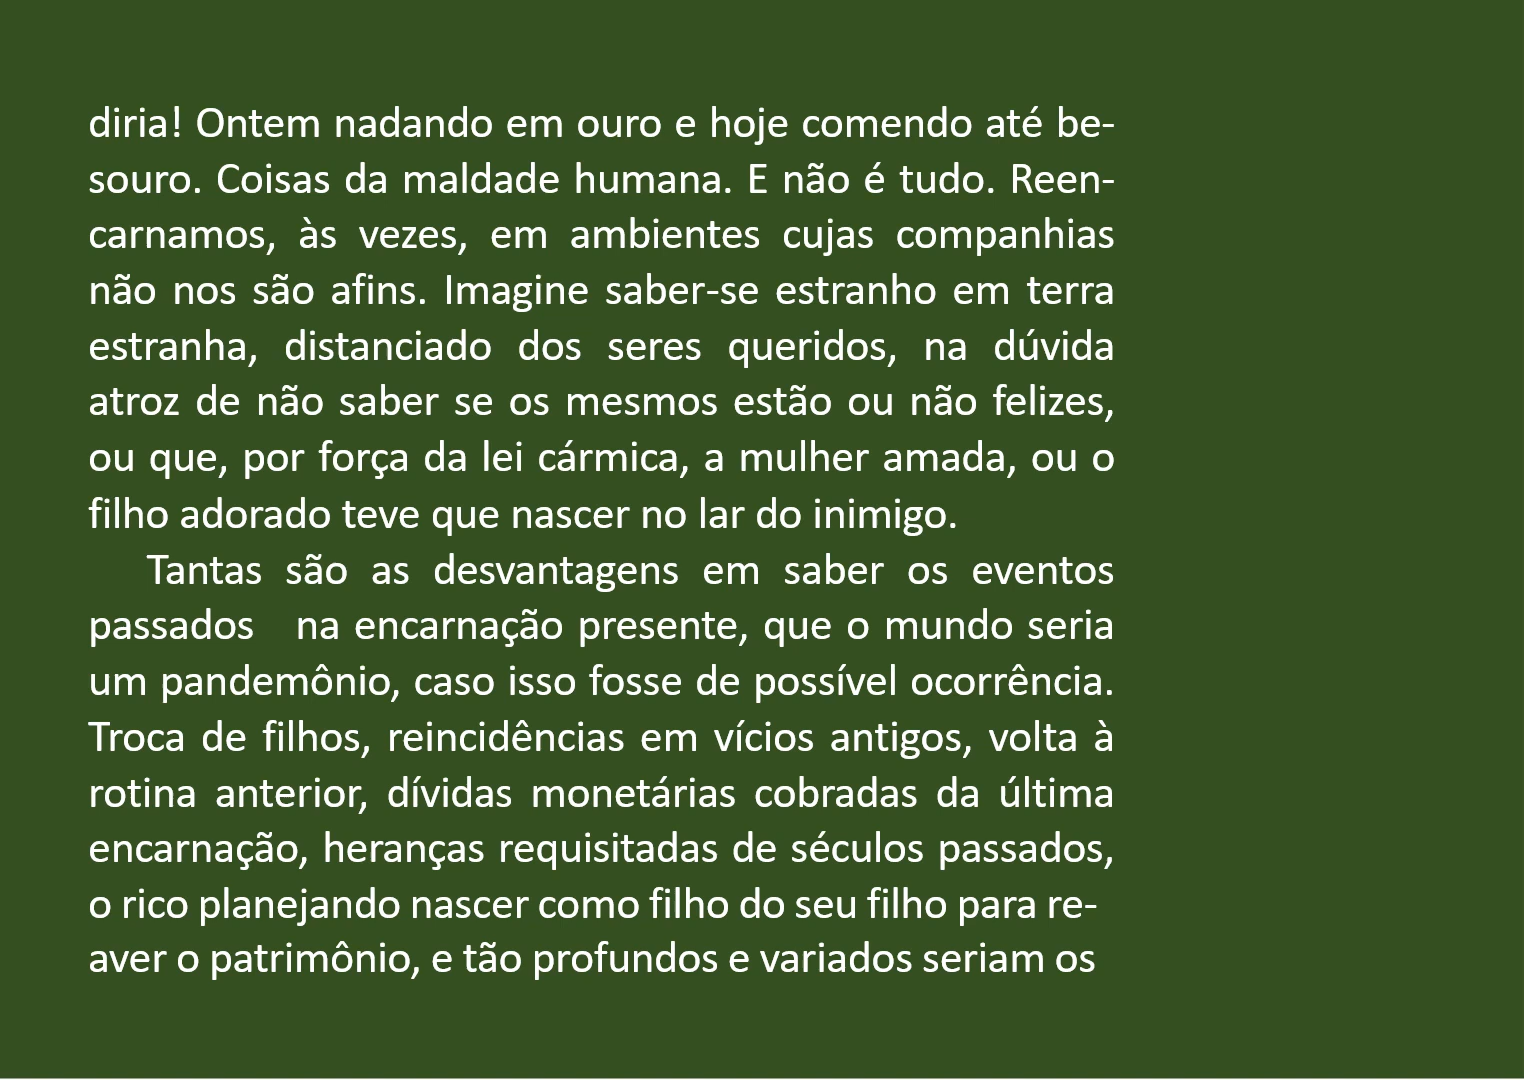 diria! Ontem nadando em ouro e hoje comendo até be-
souro. Coisas da maldade humana. E não é tudo. Reen-
carnamos, às vezes, em ambientes cujas companhias
não nos são afins. Imagine saber-se estranho em terra
estranha, distanciado dos seres queridos, na dúvida
atroz de não saber se os mesmos estão ou não felizes,
ou que, por força da lei cármica, a mulher amada, ou o
filho adorado teve que nascer no lar do inimigo.
Tantas são as desvantagens em saber os eventos
passados na encarnação presente, que o mundo seria
um pandemônio, caso isso fosse de possível ocorrência.
Troca de filhos, reincidências em vícios antigos, volta à
rotina anterior, dívidas monetárias cobradas da última
encarnação, heranças requisitadas de séculos passados,
o rico planejando nascer como filho do seu filho para re-
aver o patrimônio, e tão profundos e variados seriam os